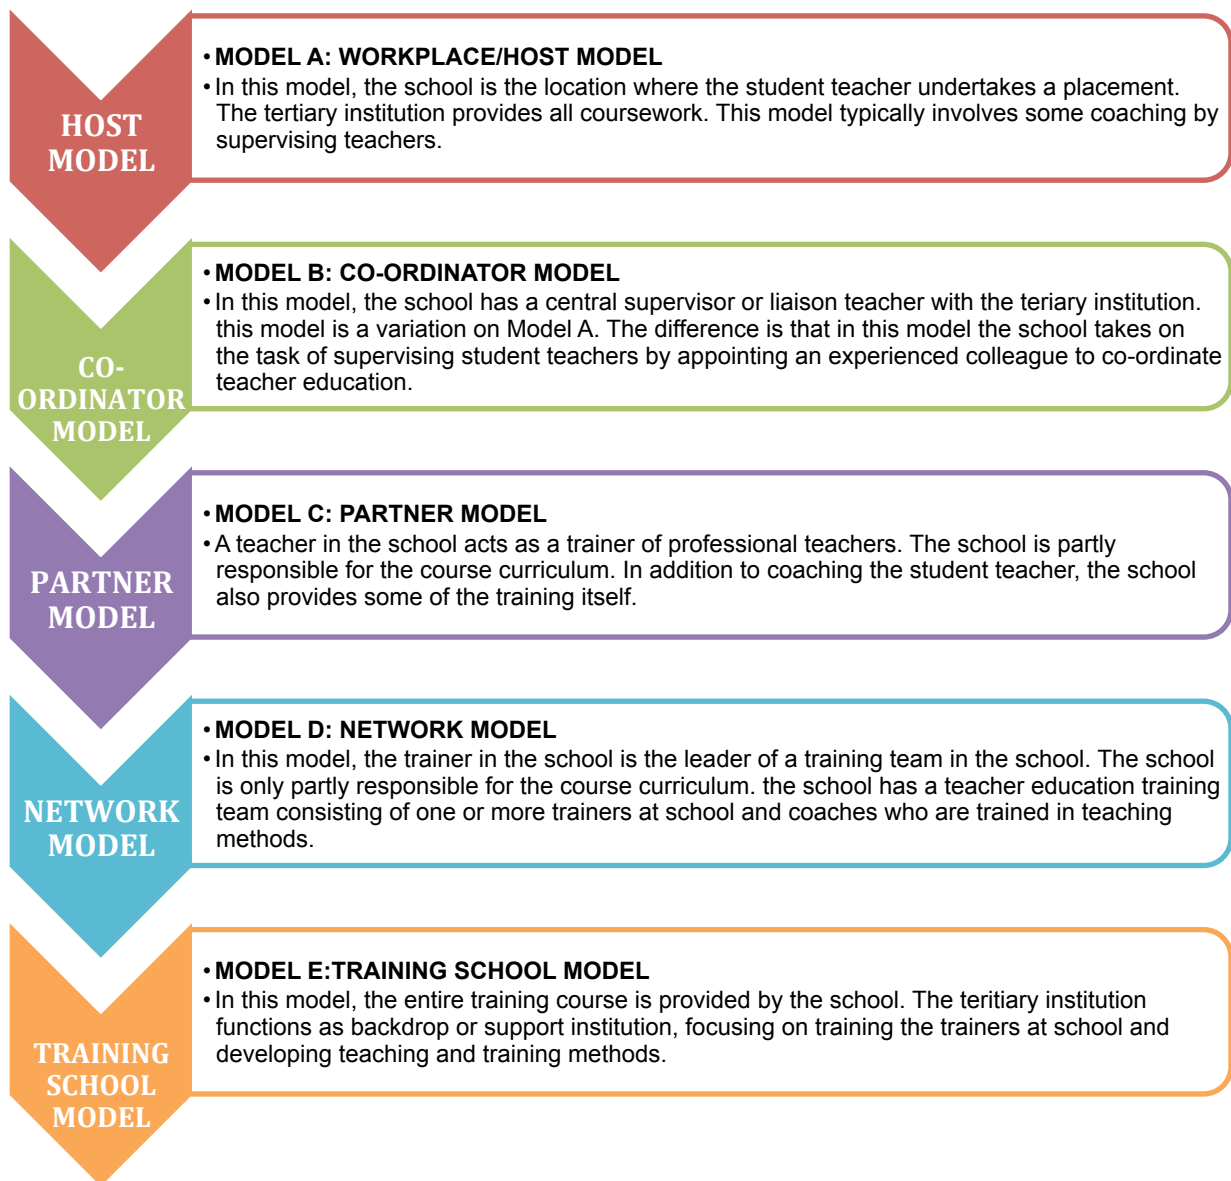 HOST
MODEL
• MODEL A: WORKPLACE/HOST MODEL
• In this model, the school is the location where the student teacher undertakes a placement.
The tertiary institution provides all coursework. This model typically involves some coaching by
supervising teachers.
CO-
ORDINATOR
MODEL
• MODEL B: CO-ORDINATOR MODEL
• In this model, the school has a central supervisor or liaison teacher with the teriary institution.
this model is a variation on Model A. The difference is that in this model the school takes on
the task of supervising student teachers by appointing an experienced colleague to co-ordinate
teacher education.
PARTNER
MODEL
• MODEL C: PARTNER MODEL
• A teacher in the school acts as a trainer of professional teachers. The school is partly
responsible for the course curriculum. In addition to coaching the student teacher, the school
also provides some of the training itself.
NETWORK
MODEL
• MODEL D: NETWORK MODEL
• In this model, the trainer in the school is the leader of a training team in the school. The school
is only partly responsible for the course curriculum. the school has a teacher education training
team consisting of one or more trainers at school and coaches who are trained in teaching
methods.
TRAINING
SCHOOL
MODEL
• MODEL E:TRAINING SCHOOL MODEL
• In this model, the entire training course is provided by the school. The teritiary institution
functions as backdrop or support institution, focusing on training the trainers at school and
developing teaching and training methods.